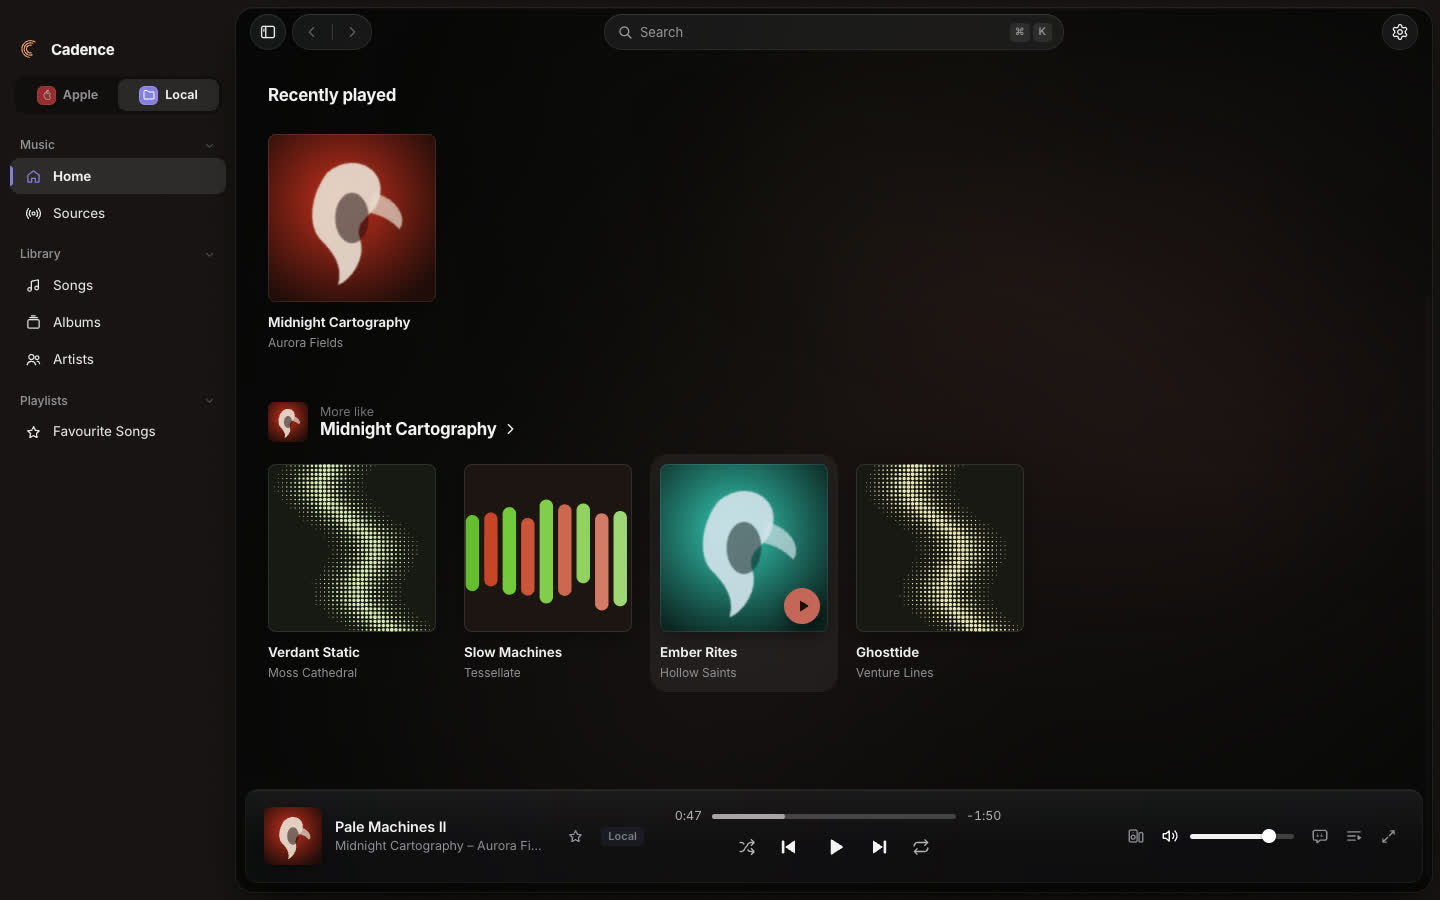 Cadence
Apple
Local
Music
Home
Sources
Library
Songs
Albums
Artists
Playlists
Favourite Songs
Search
⌘ K
Recently played
Midnight Cartography
Aurora Fields
More like
Midnight Cartography
Verdant Static
Moss Cathedral
Slow Machines
Tessellate
Ember Rites
Hollow Saints
Ghosttide
Venture Lines
Pale Machines II
Midnight Cartography – Aurora Fi...
Local
0:47
-1:50